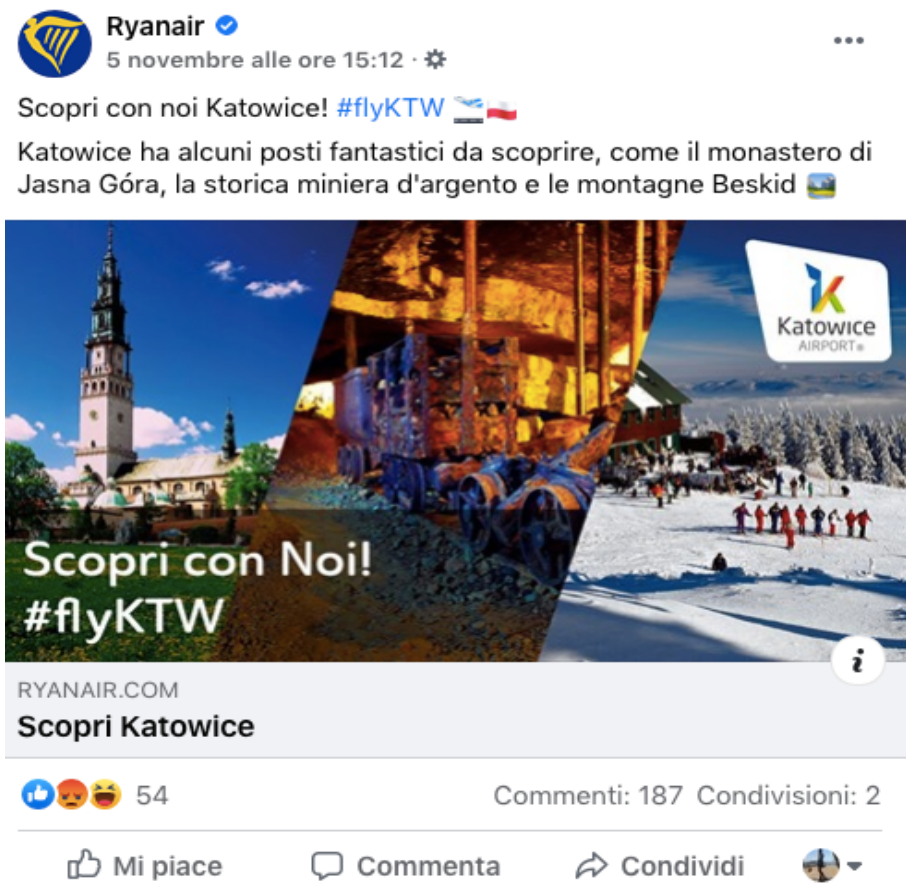 Ryanair
5 novembre alle ore 15:12 ·
Scopri con noi Katowice! #flyKTW
Katowice ha alcuni posti fantastici da scoprire, come il monastero di
Jasna Góra, la storica miniera d'argento e le montagne Beskid
Katowice
AIRPORT®
Scopri con Noi!
#flyKTW
RYANAIR.COM
Scopri Katowice
54
Commenti: 187 Condivisioni: 2
Mi piace Commenta Condividi